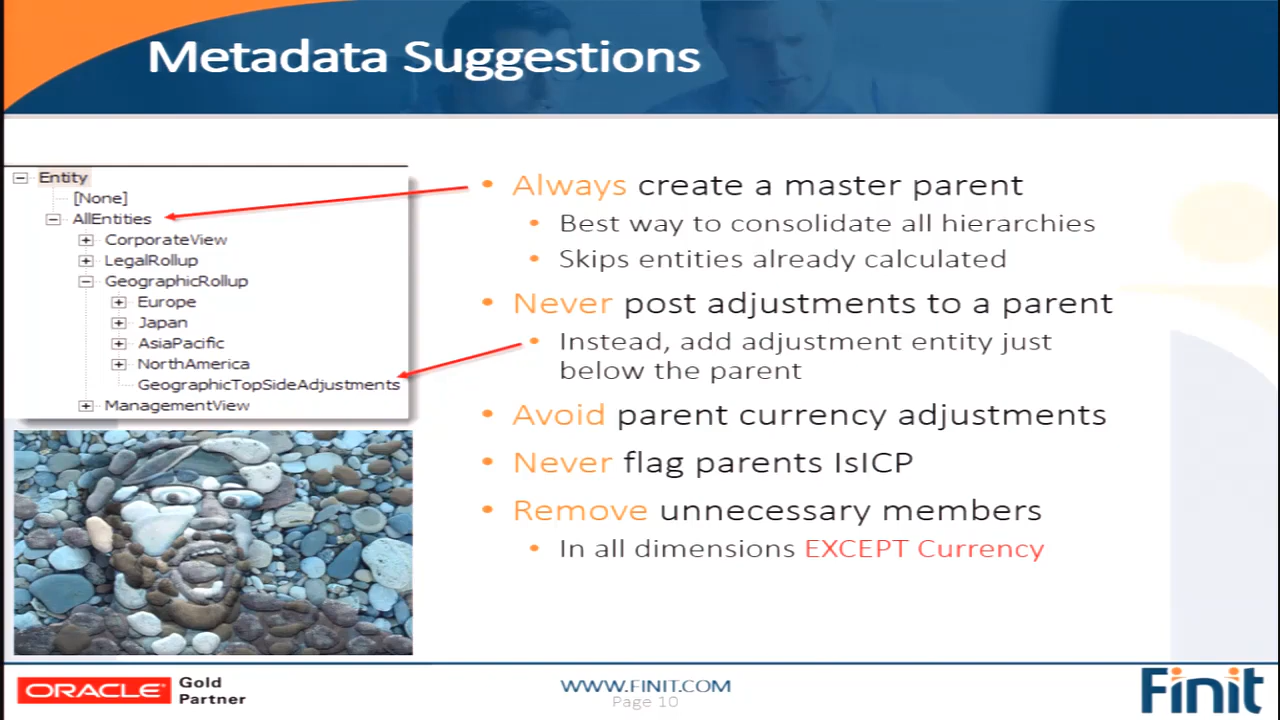 Metadata Suggestions
Entity
[None]
AllEntities
CorporateView
LegalRollup
GeographicRollup
Europe
Japan
AsiaPacific
NorthAmerica
GeographicTopSideAdjustments
ManagementView
• Always create a master parent
• Best way to consolidate all hierarchies
• Skips entities already calculated
• Never post adjustments to a parent
• Instead, add adjustment entity just
below the parent
• Avoid parent currency adjustments
• Never flag parents IsICP
• Remove unnecessary members
• In all dimensions EXCEPT Currency
ORACLE
Gold
Partner
WWW.FINIT.COM
Page 10
Finit